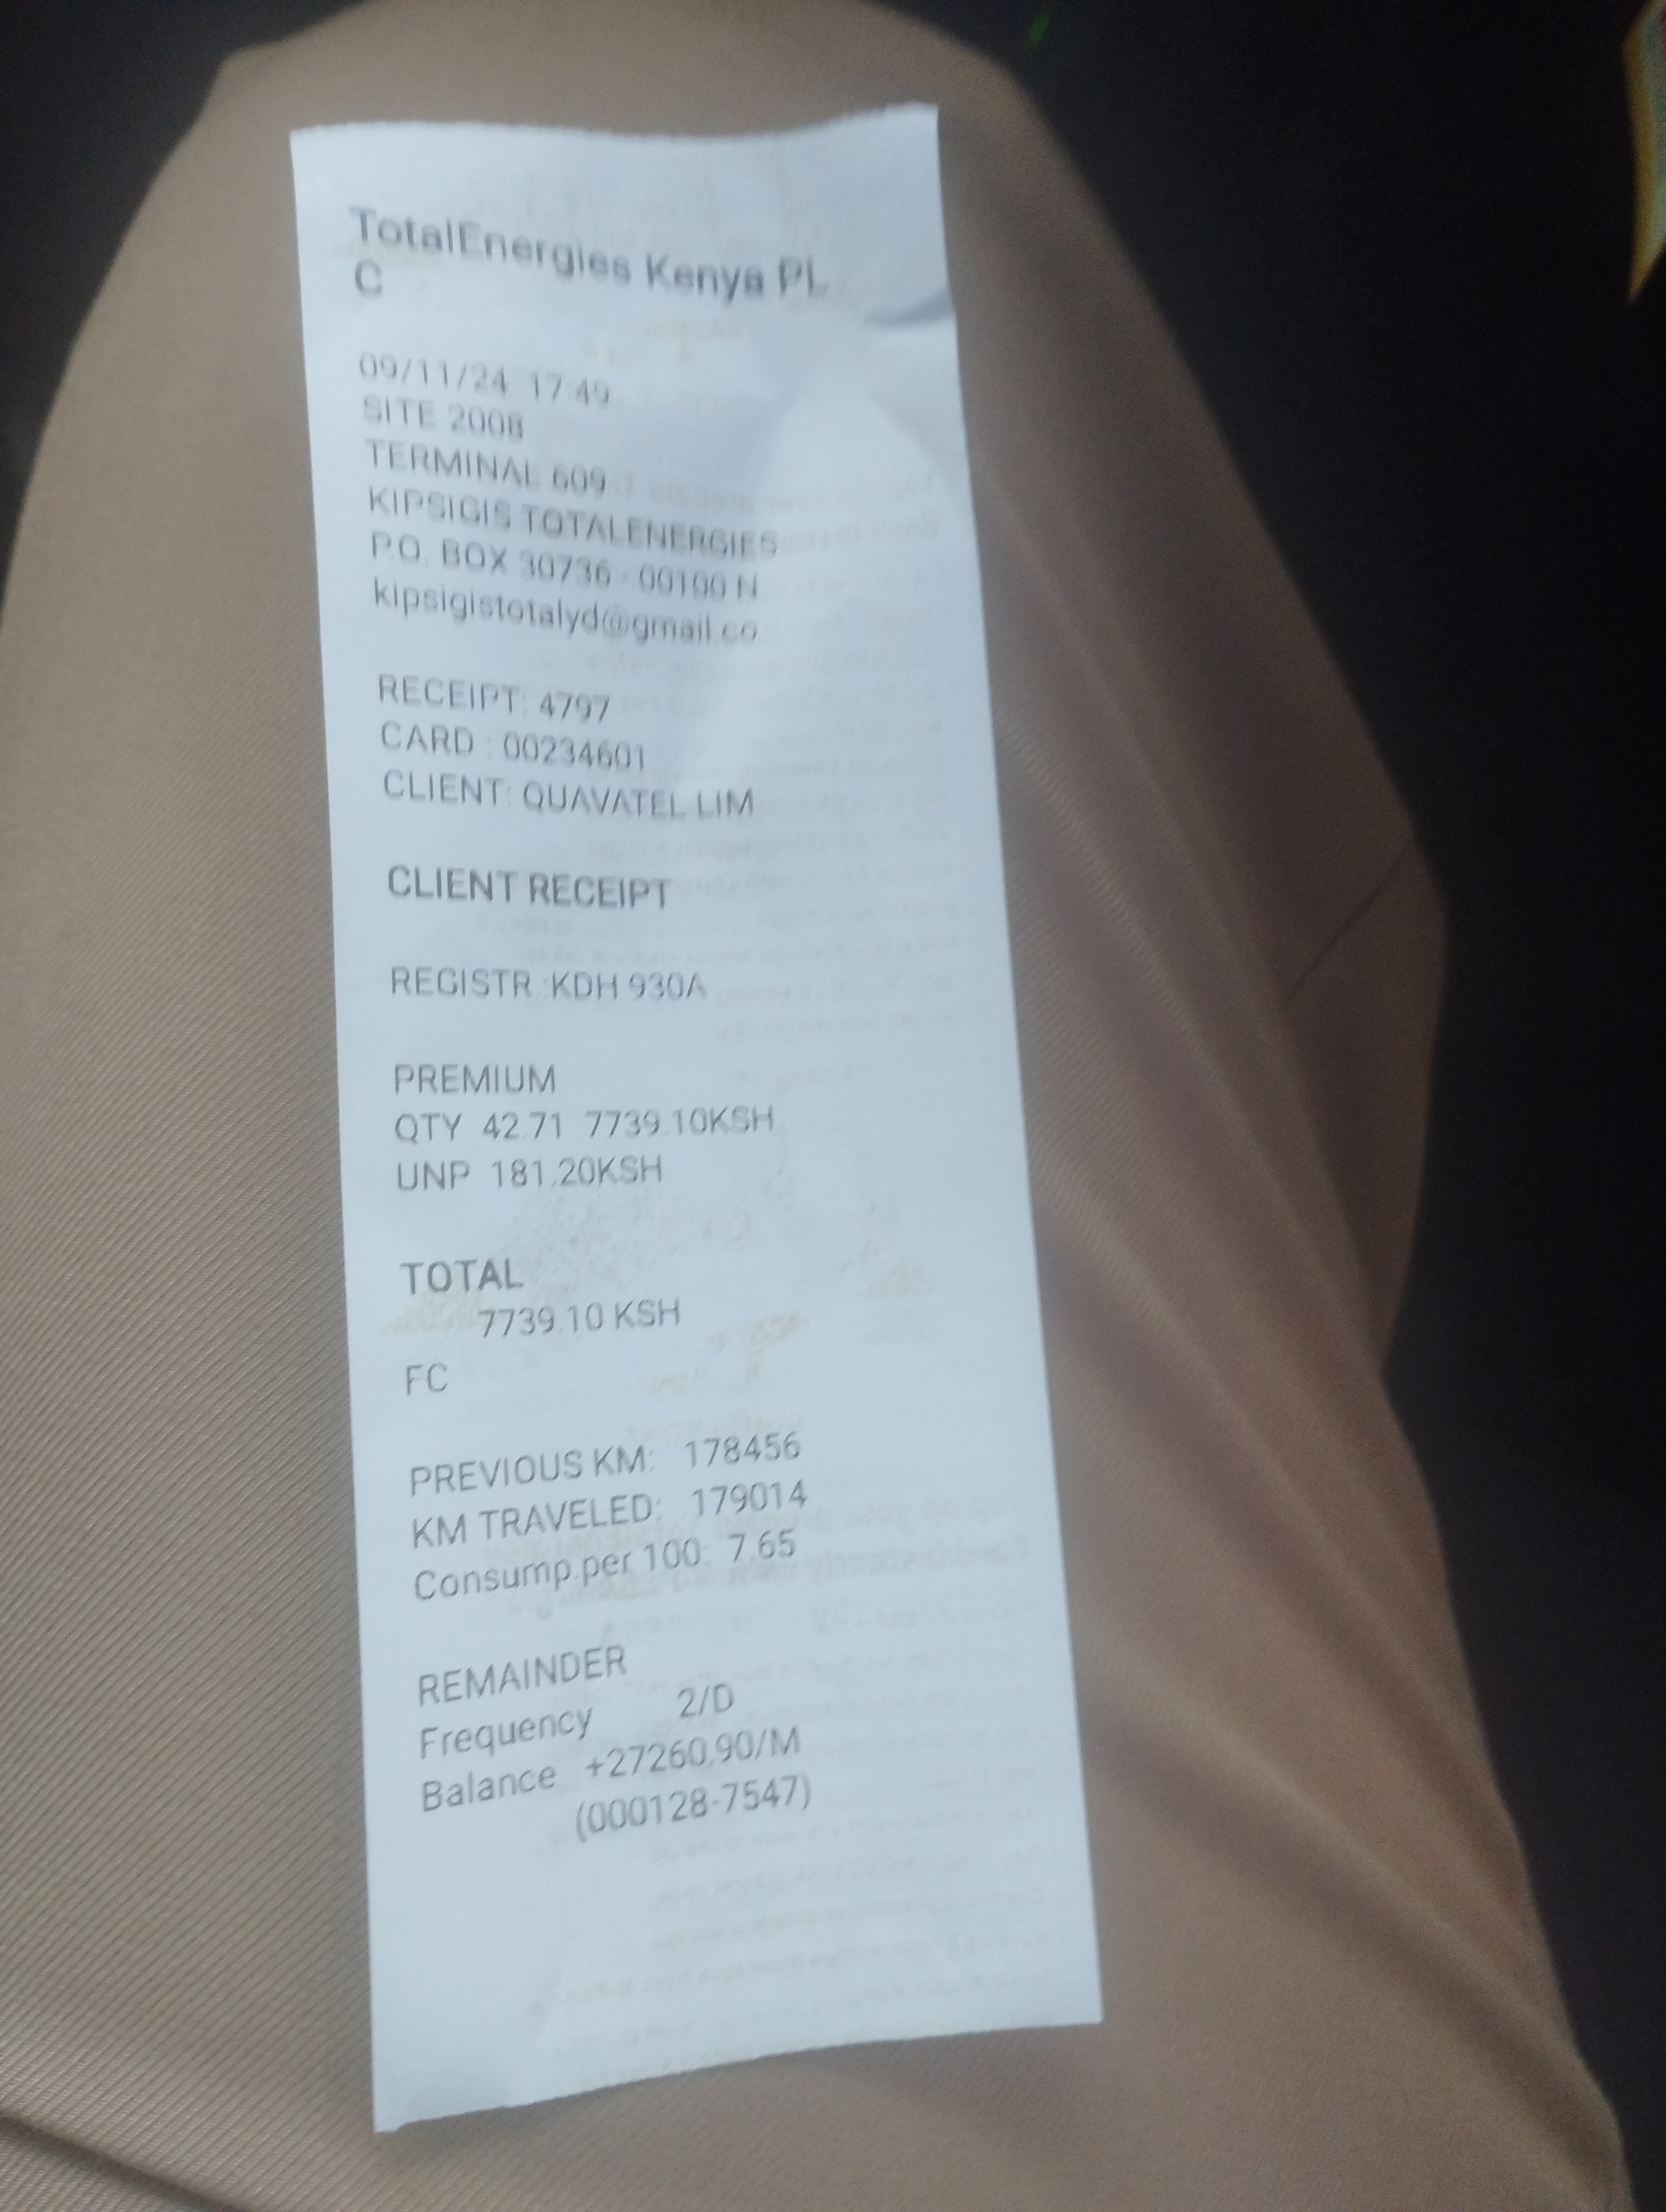 TotalEnergies Kenya PL
C
09/11/24 17:49
SITE 2008
TERMINAL 609
KIPSIGIS TOTALENERGIES
P.O. BOX 30736 - 00100 N
kipsigistotalyd@gmail.co
RECEIPT: 4797
CARD : 00234601
CLIENT: QUAVATEL LIM
CLIENT RECEIPT
REGISTR :KDH 930A
PREMIUM
QTY 42.71 7739.10KSH
UNP 181.20KSH
TOTAL
7739.10 KSH
FC
PREVIOUS KM: 178456
KM TRAVELED: 179014
Consump.per 100: 7.65
REMAINDER
Frequency 2/D
Balance +27260,90/M
(000128-7547)